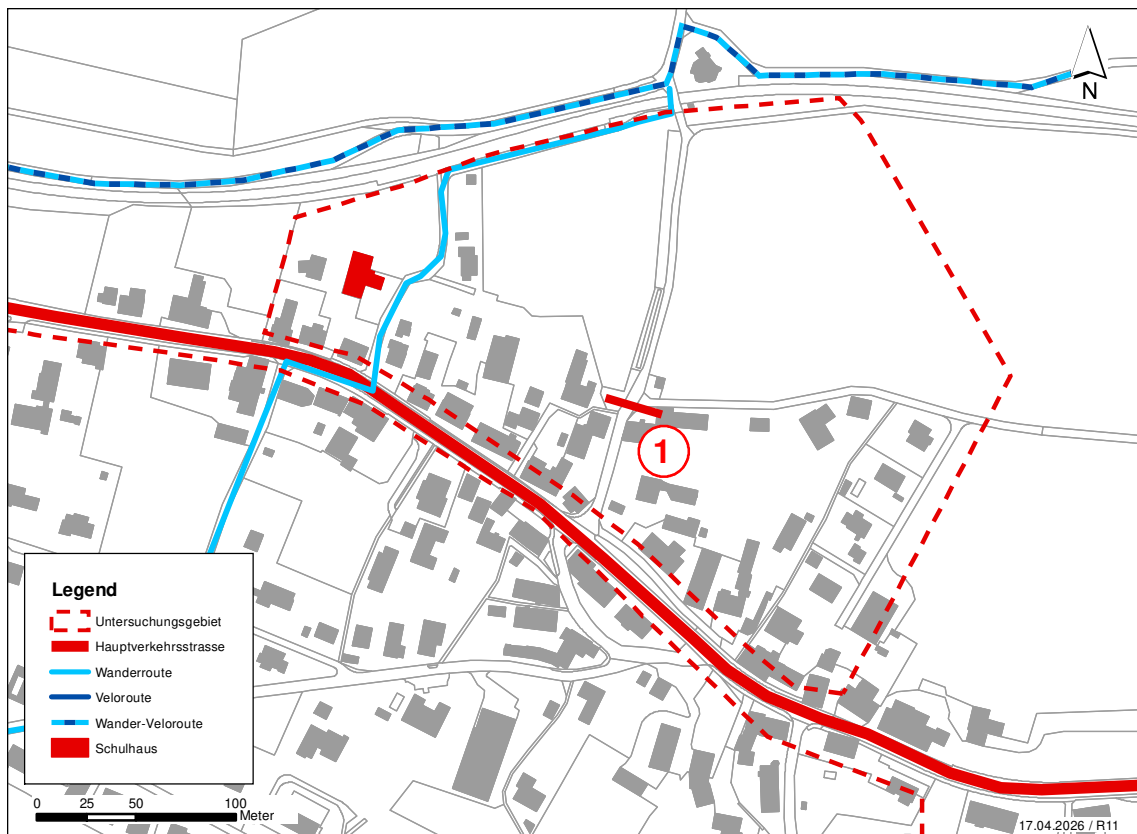 N
1
Legend
Untersuchungsgebiet
Hauptverkehrsstrasse
Wanderroute
Veloroute
Wander-Veloroute
Schulhaus
0 25 50 100
Meter
17.04.2026 / R11